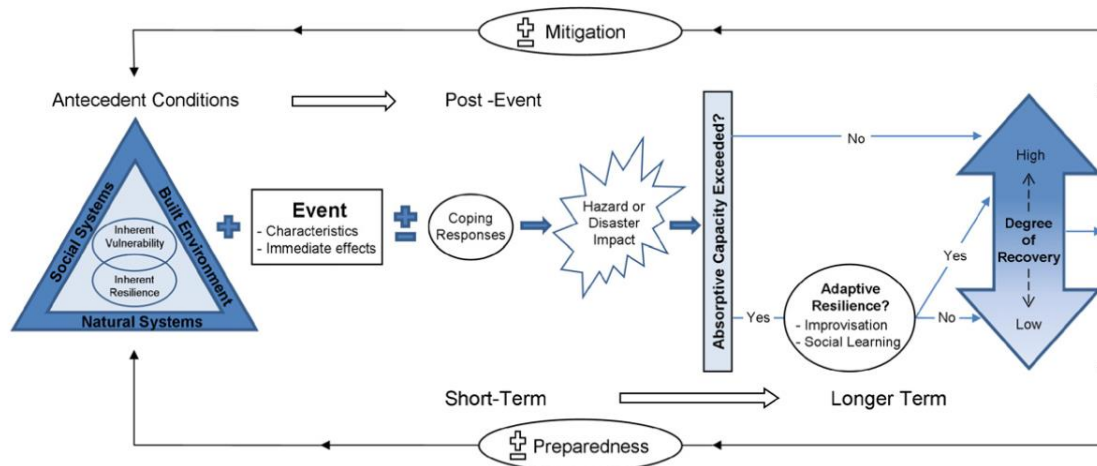 Mitigation
Antecedent Conditions
Post -Event
Social Systems
Built Environment
Natural Systems
Inherent
Vulnerability
Inherent
Resilience
Event
- Characteristics
- Immediate effects
Coping
Responses
Hazard or
Disaster
Impact
Absorptive Capacity Exceeded?
No
Yes
Adaptive
Resilience?
- Improvisation
- Social Learning
Yes
No
High
Degree of
Recovery
Low
Short-Term
Longer Term
Preparedness